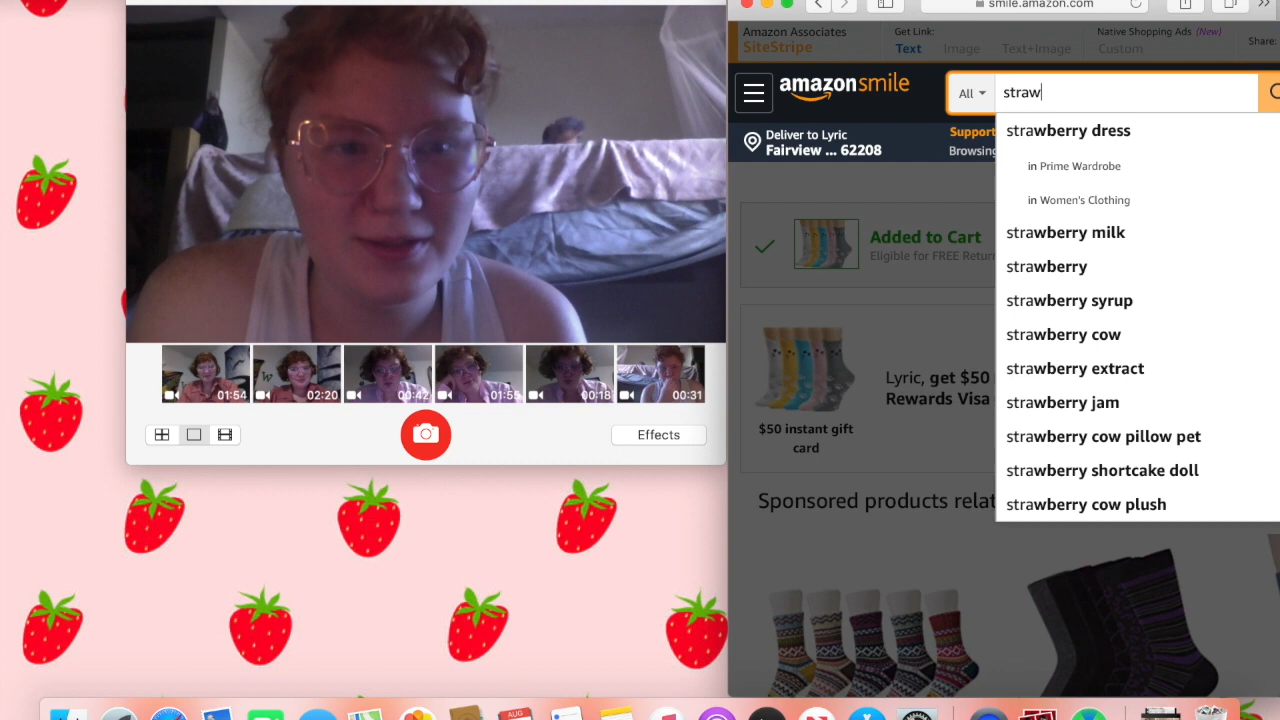 01:54
02:20
00:42
01:55
00:18
00:31
Effects
smile.amazon.com
Amazon Associates
SiteStripe
Get Link:
Text
Image
Text+Image
Native Shopping Ads (New)
Custom
Share:
amazonsmile
All
straw
Deliver to Lyric
Fairview ... 62208
Support
Browsing
strawberry dress
in Prime Wardrobe
in Women's Clothing
strawberry milk
strawberry
strawberry syrup
strawberry cow
strawberry extract
strawberry jam
strawberry cow pillow pet
strawberry shortcake doll
strawberry cow plush
Added to Cart
Eligible for FREE Return
Lyric, get $50
Rewards Visa
$50 instant gift
card
Sponsored products relat
AUG